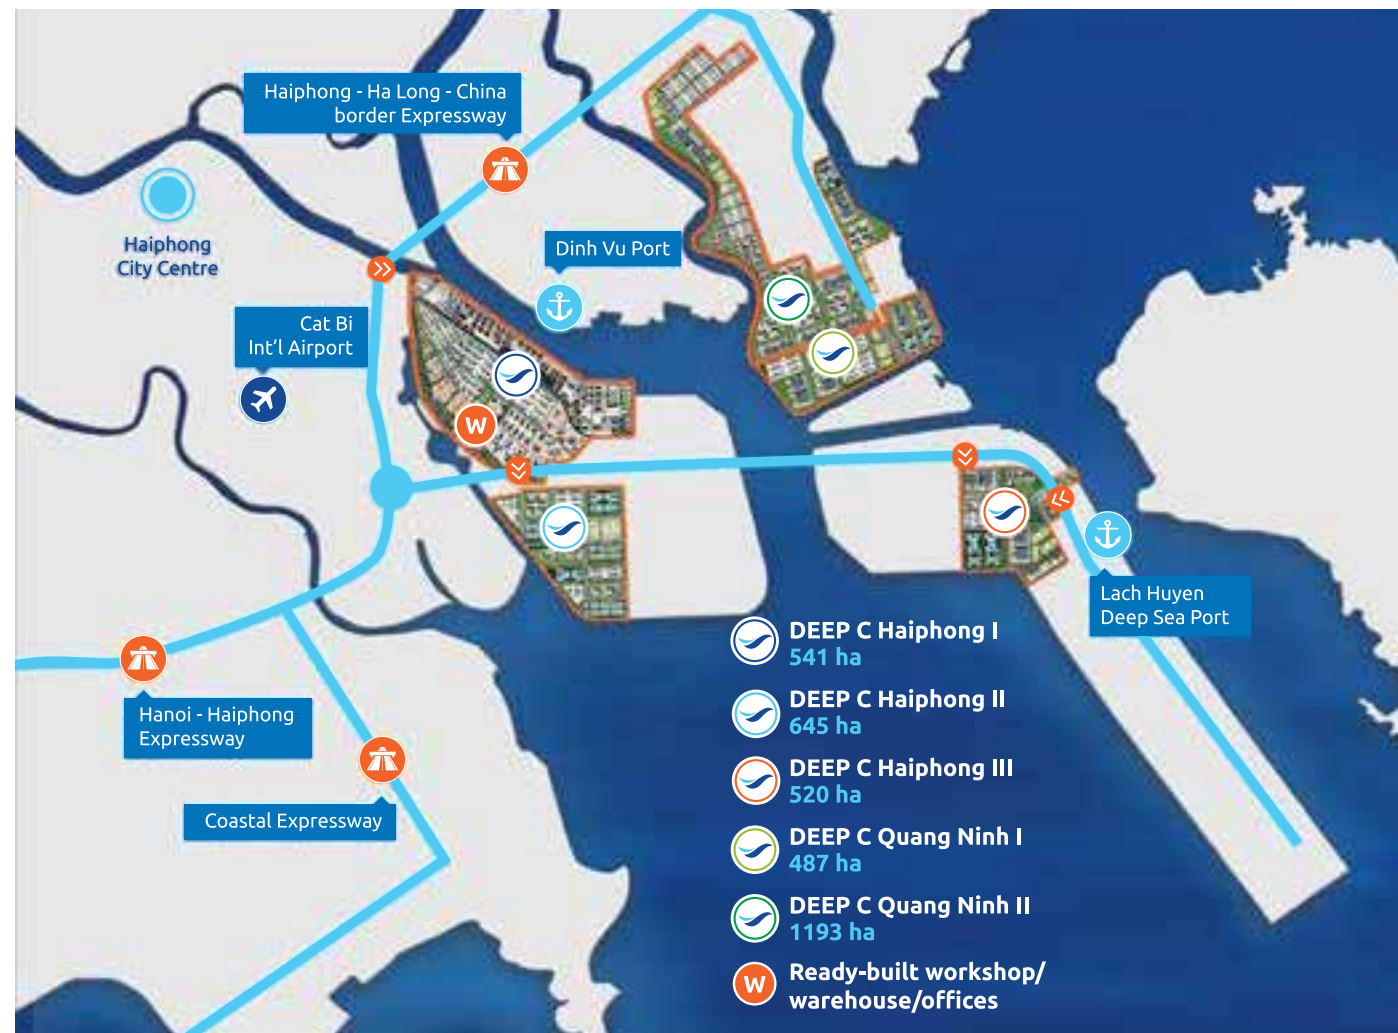 Haiphong - Ha Long - China
border Expressway
Haiphong
City Centre
Dinh Vu Port
Cat Bi
Int'l Airport
W
Lach Huyen
Deep Sea Port
Hanoi - Haiphong
Expressway
Coastal Expressway
DEEP C Haiphong I
541 ha
DEEP C Haiphong II
645 ha
DEEP C Haiphong III
520 ha
DEEP C Quang Ninh I
487 ha
DEEP C Quang Ninh II
1193 ha
W
Ready-built workshop/
warehouse/offices